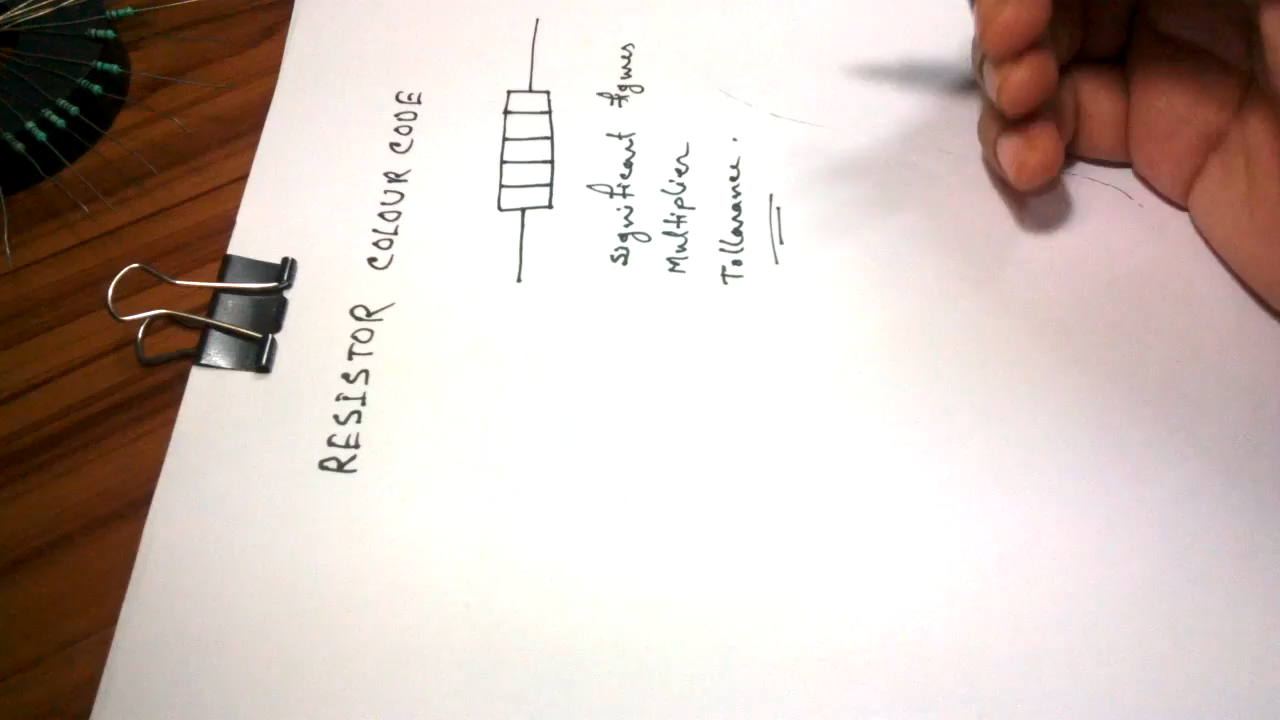 RESISTOR COLOUR CODE
significant figures
Multiplier
Tollarance.